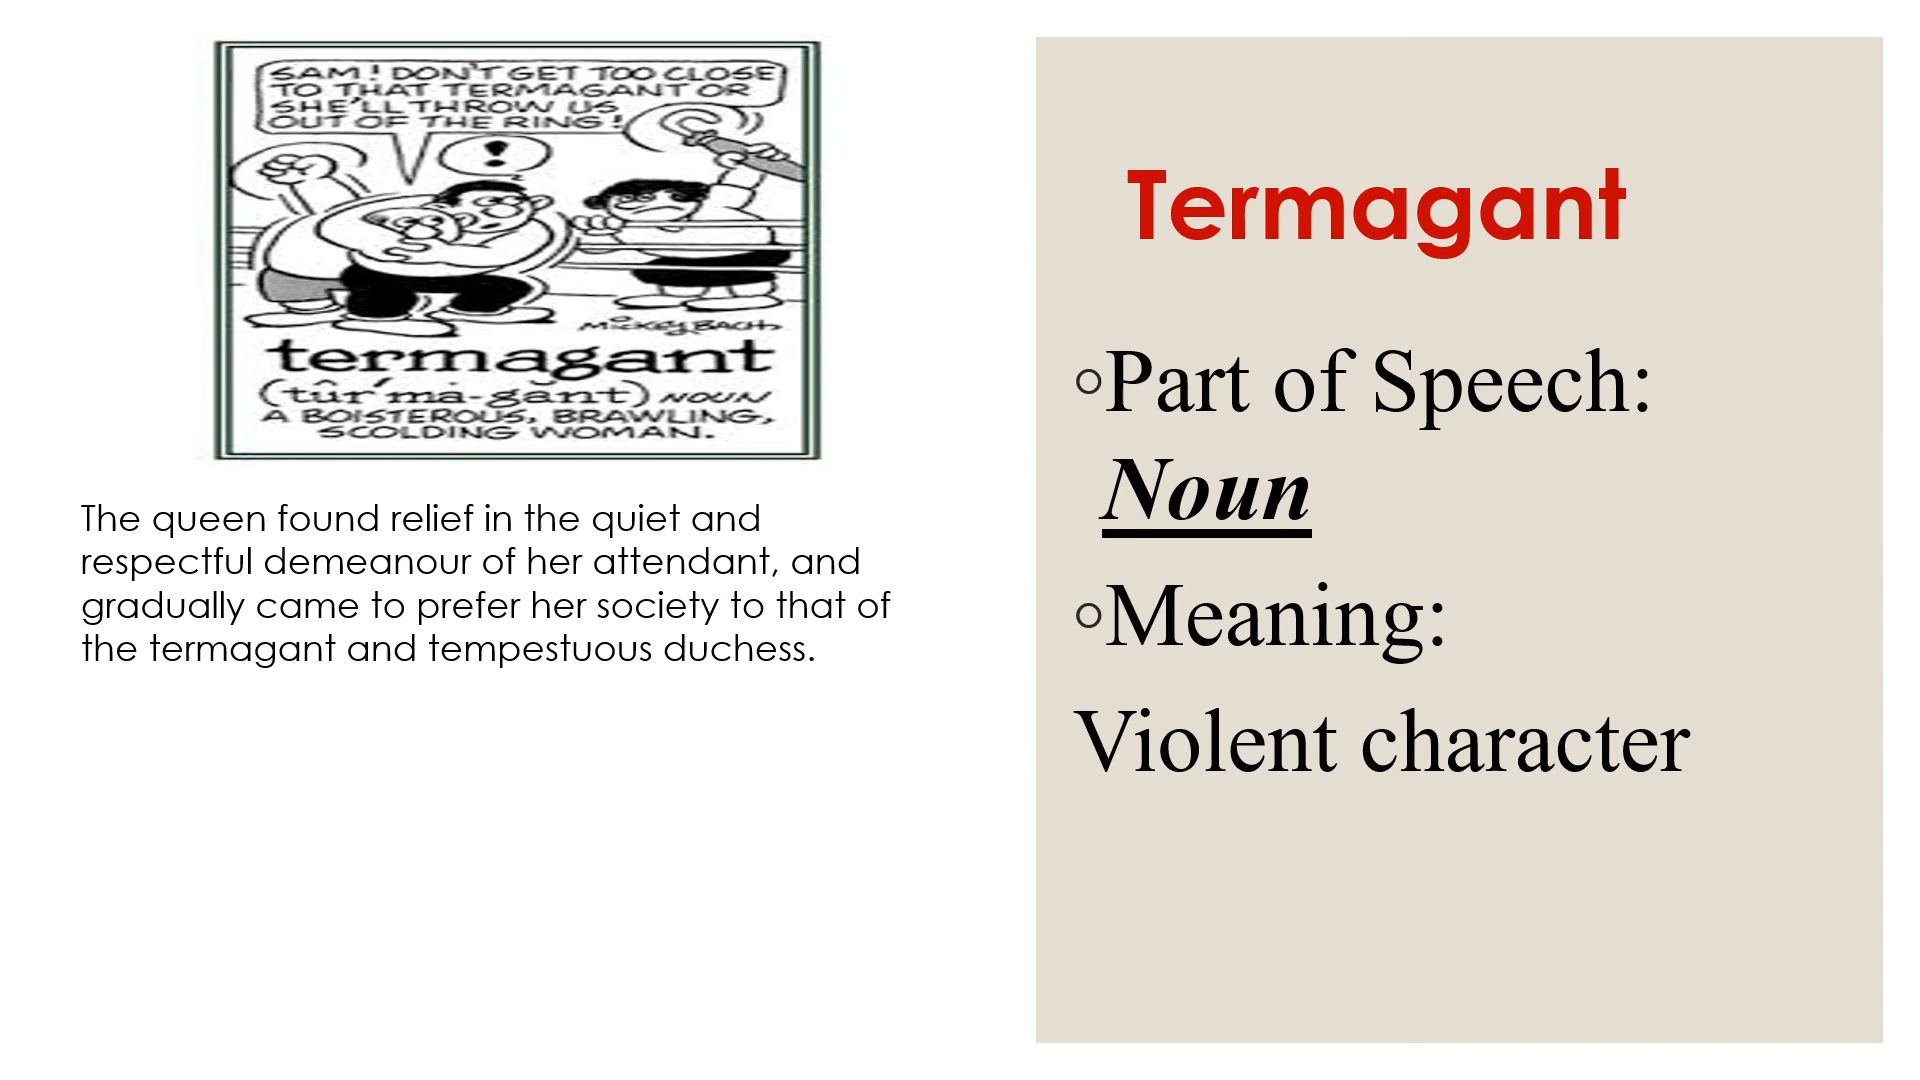 SAM! DON'T GET TOO CLOSE
TO THAT TERMAGANT OR
SHE'LL THROW US
OUT OF THE RING!
!
MICKEY BACH
termagant
(tûr′mȧ-gănt) NOUN
A BOISTEROUS, BRAWLING,
SCOLDING WOMAN.
The queen found relief in the quiet and
respectful demeanour of her attendant, and
gradually came to prefer her society to that of
the termagant and tempestuous duchess.
Termagant
◦Part of Speech:
Noun
◦Meaning:
Violent character